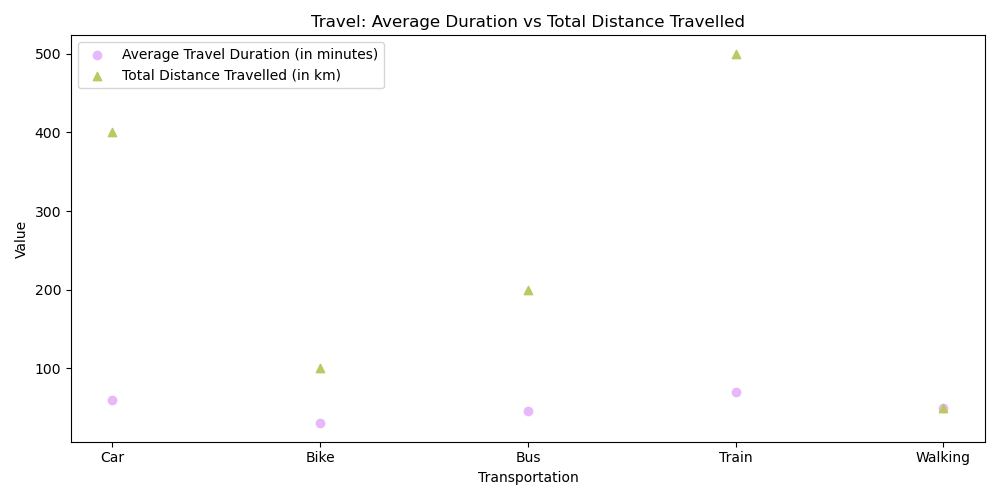 Travel: Average Duration vs Total Distance Travelled
Average Travel Duration (in minutes)
Total Distance Travelled (in km)
500
400
300
200
100
Value
Car Bike Bus Train Walking
Transportation